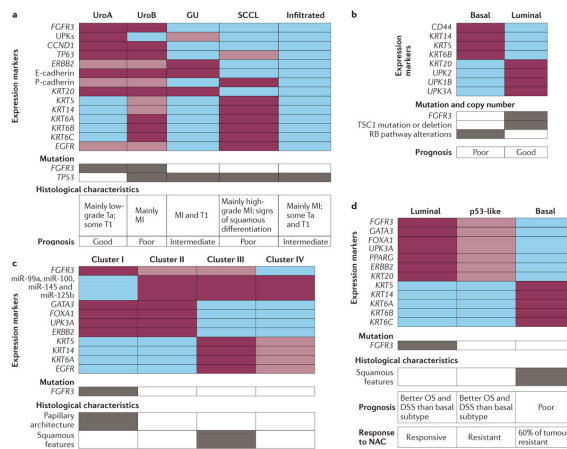 a
UroA UroB GU SCCL Infiltrated
Expression markers
FGFR3
UPKs
CCND1
TP63
ERBB2
E-cadherin
P-cadherin
KRT20
KRT5
KRT14
KRT6A
KRT6B
KRT6C
EGFR
Mutation
FGFR3
TP53
Histological characteristics
Mainly low-
grade Ta;
some T1
Mainly
MI
MI and T1
Mainly high-
grade MI; signs
of squamous
differentiation
Mainly MI;
some Ta
and T1
Prognosis Good Poor Intermediate Poor Intermediate
b
Basal Luminal
Expression
markers
CD44
KRT14
KRT5
KRT6B
KRT20
UPK2
UPK1B
UPK3A
Mutation and copy number
FGFR3
TSC1 mutation or deletion
RB pathway alterations
Prognosis Poor Good
c
Cluster I Cluster II Cluster III Cluster IV
Expression markers
FGFR3
miR-99a, miR-100,
miR-145 and
miR-125b
GATA3
FOXA1
UPK3A
ERBB2
KRT5
KRT14
KRT6A
EGFR
Mutation
FGFR3
Histological characteristics
Papillary
architecture
Squamous
features
d
Luminal p53-like Basal
Expression markers
FGFR3
GATA3
FOXA1
UPK3A
PPARG
ERBB2
KRT20
KRT5
KRT14
KRT6A
KRT6B
KRT6C
Mutation
FGFR3
Histological characteristics
Squamous
features
Prognosis
Better OS and
DSS than basal
subtype
Better OS and
DSS than basal
subtype
Poor
Response
to NAC
Responsive
Resistant
60% of tumou
resistant